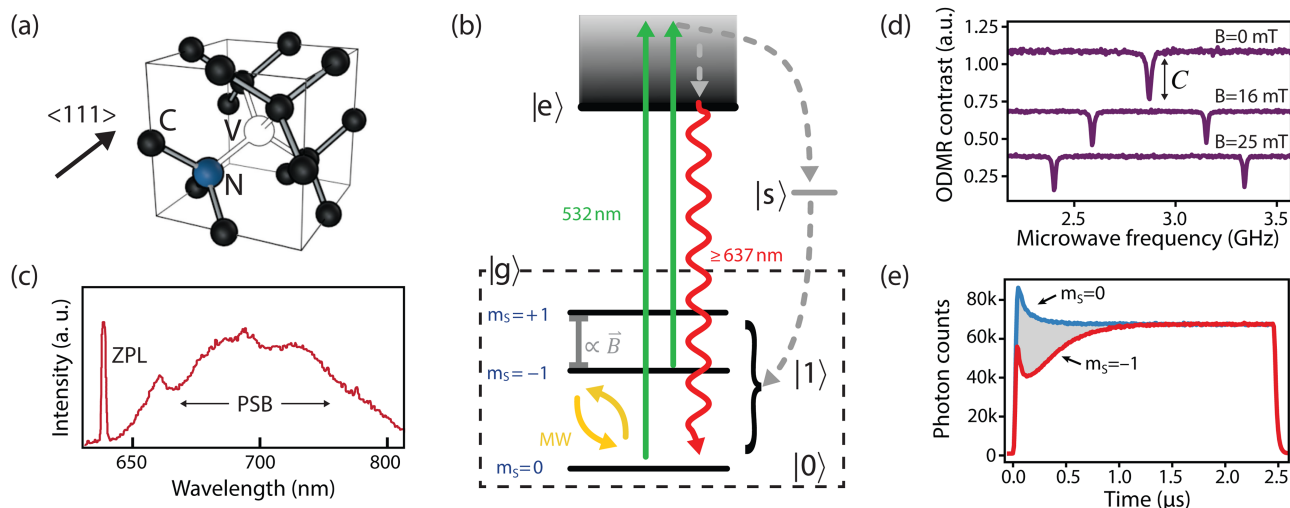 (a)
<111>
C
V
N
(b)
|e⟩
|s⟩
532 nm
≥637 nm
|g⟩
mS=+1
∝ B⃗
mS=−1
|1⟩
MW
mS=0
|0⟩
(c)
Intensity (a. u.)
ZPL
PSB
650
700
800
Wavelength (nm)
(d)
ODMR contrast (a.u.)
1.25
1.00
0.75
0.50
0.25
B=0 mT
C
B=16 mT
B=25 mT
2.5
3.0
3.5
Microwave frequency (GHz)
(e)
Photon counts
80k
60k
40k
20k
0
mS=0
mS=−1
0.0
0.5
1.0
1.5
2.0
2.5
Time (μs)